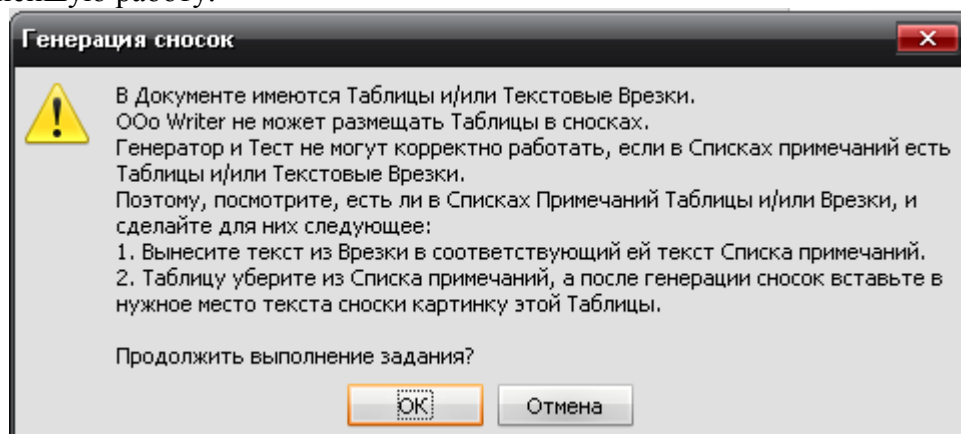 работу.
Генерация сносок
В Документе имеются Таблицы и/или Текстовые Врезки.
OOo Writer не может размещать Таблицы в сносках.
Генератор и Тест не могут корректно работать, если в Списках примечаний есть
Таблицы и/или Текстовые Врезки.
Поэтому, посмотрите, есть ли в Списках Примечаний Таблицы и/или Врезки, и
сделайте для них следующее:
1. Вынесите текст из Врезки в соответствующий ей текст Списка примечаний.
2. Таблицу уберите из Списка примечаний, а после генерации сносок вставьте в
нужное место текста сноски картинку этой Таблицы.
Продолжить выполнение задания?
OK Отмена